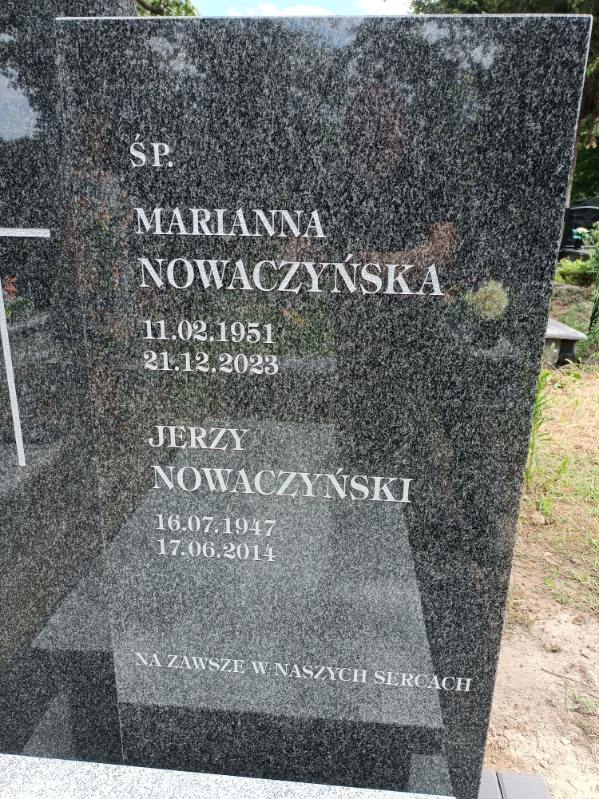 ŚP.
MARIANNA
NOWACZYŃSKA
11.02.1951
21.12.2023
JERZY
NOWACZYŃSKI
16.07.1947
17.06.2014
NA ZAWSZE W NASZYCH SERCACH